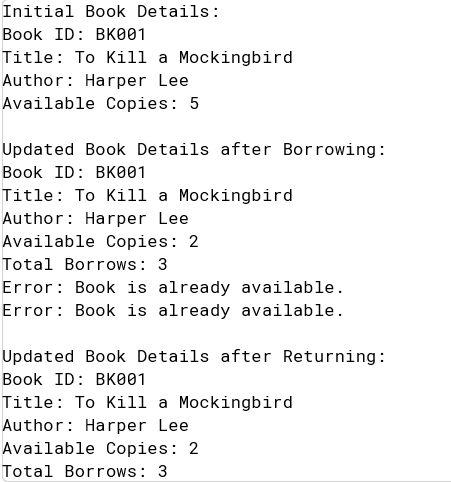 Initial Book Details:
Book ID: BK001
Title: To Kill a Mockingbird
Author: Harper Lee
Available Copies: 5

Updated Book Details after Borrowing:
Book ID: BK001
Title: To Kill a Mockingbird
Author: Harper Lee
Available Copies: 2
Total Borrows: 3
Error: Book is already available.
Error: Book is already available.

Updated Book Details after Returning:
Book ID: BK001
Title: To Kill a Mockingbird
Author: Harper Lee
Available Copies: 2
Total Borrows: 3